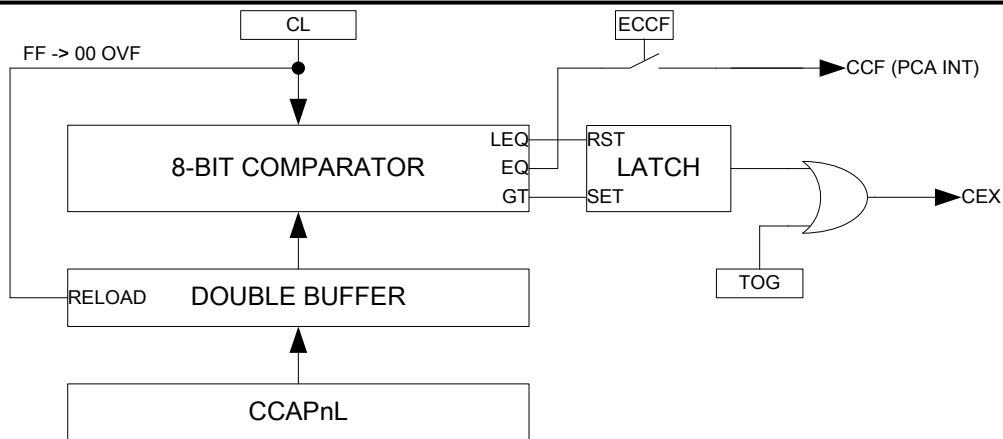 CL
ECCF
FF -> 00 OVF
CCF (PCA INT)
LEQ
RST
8-BIT COMPARATOR
EQ
LATCH
GT
SET
CEX
TOG
RELOAD
DOUBLE BUFFER
CCAPnL